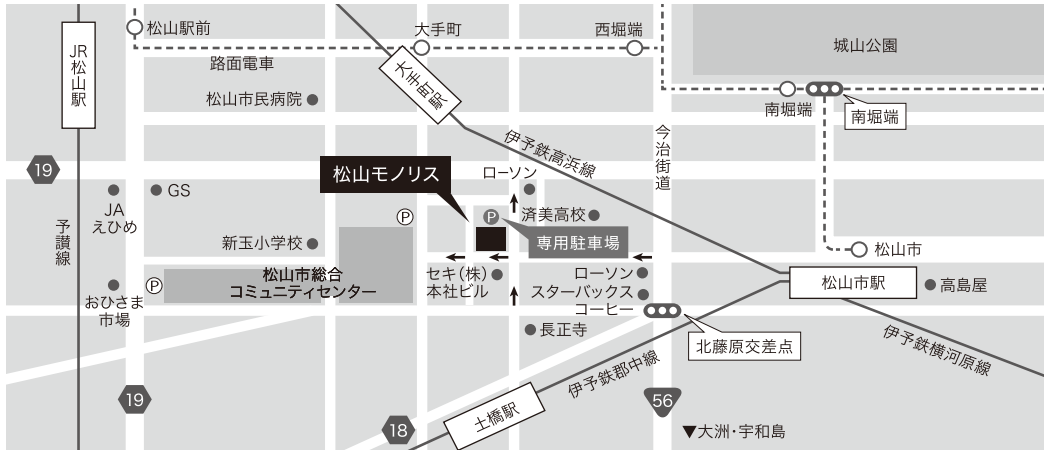 松山駅前
大手町
西堀端
城山公園
JR松山駅
路面電車
大手町駅
松山市民病院
南堀端
南堀端
今治街道
伊予鉄高浜線
19
松山モノリス
ローソン
GS
JA
えひめ
P
P
済美高校
予讃線
新玉小学校
専用駐車場
松山市
松山市総合
コミュニティセンター
P
セキ(株)
本社ビル
ローソン
スターバックス
コーヒー
松山市駅
高島屋
おひさま
市場
長正寺
北藤原交差点
伊予鉄郡中線
伊予鉄横河原線
19
18
土橋駅
56
▼大洲・宇和島